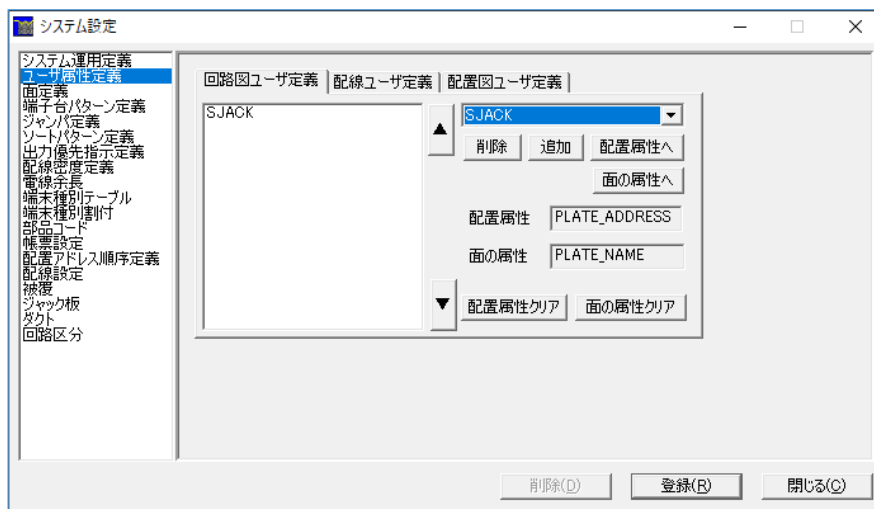 システム設定
システム運用定義
ユーザ属性定義
面定義
端子台パターン定義
ジャンパ定義
ソートパターン定義
出力優先指示定義
配線密度定義
電線余長
端末種別テーブル
端末種別割付
部品コード
帳票設定
配置アドレス順序定義
配線設定
被覆
ジャック板
ダクト
回路区分
回路図ユーザ定義 配線ユーザ定義 配置図ユーザ定義
SJACK
SJACK
削除 追加 配置属性へ
面の属性へ
配置属性 PLATE_ADDRESS
面の属性 PLATE_NAME
配置属性クリア 面の属性クリア
削除(D) 登録(R) 閉じる(C)